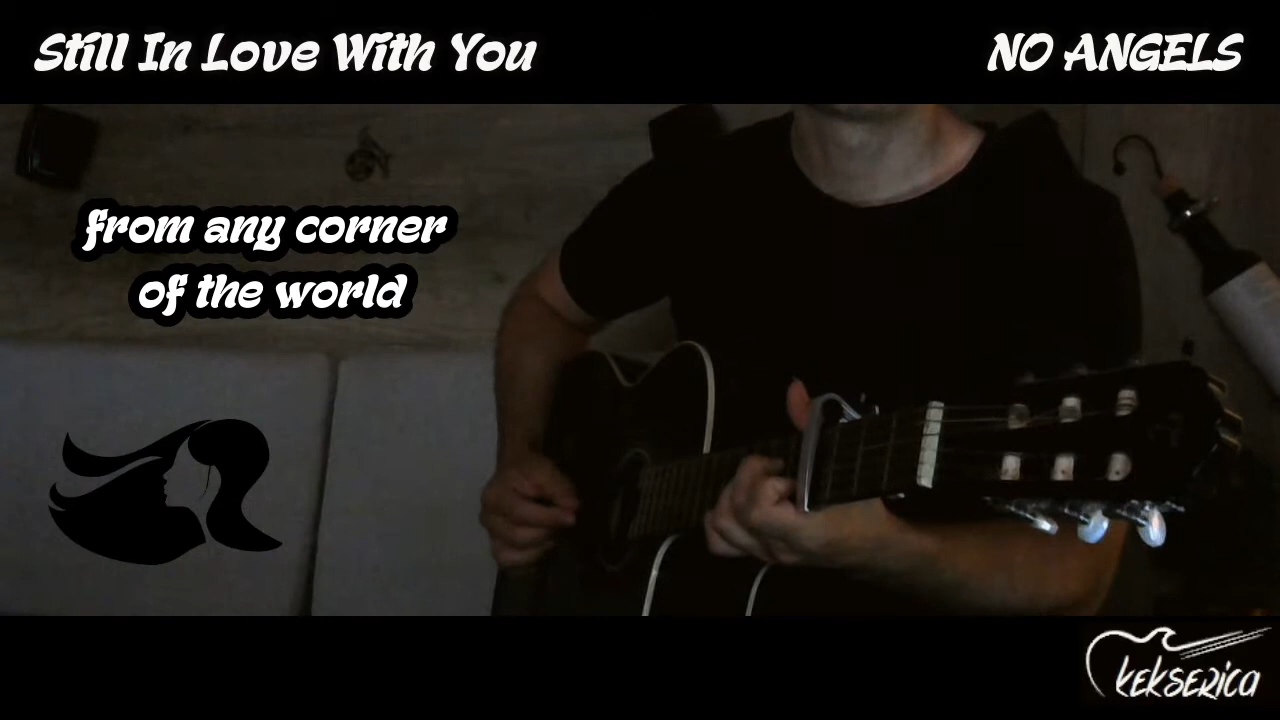 Still In Love With You
NO ANGELS
from any corner
of the world
KEKSERICA